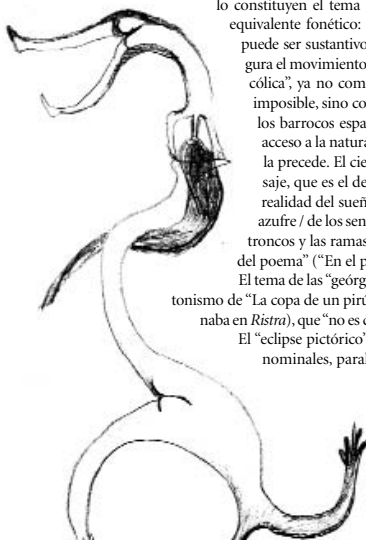 lo constituyen el tema
equivalente fonético:
puede ser sustantivo
gura el movimiento
cólica”, ya no com
imposible, sino co
los barrocos espa
acceso a la natura
la precede. El cie
saje, que es el de
realidad del sueñ
azufre / de los sen
troncos y las ramas
del poema” (“En el p
El tema de las “geórg
tonismo de “La copa de un pirú
naba en Ristra), que “no es c
El “eclipse pictórico”
nominales, paral